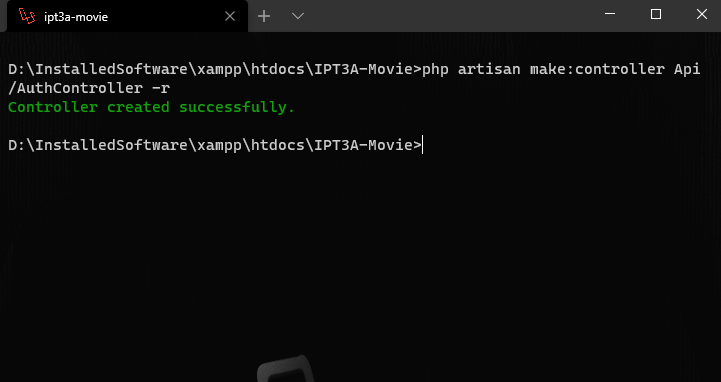 ipt3a-movie
D:\InstalledSoftware\xampp\htdocs\IPT3A-Movie>php artisan make:controller Api
/AuthController -r
Controller created successfully.
D:\InstalledSoftware\xampp\htdocs\IPT3A-Movie>